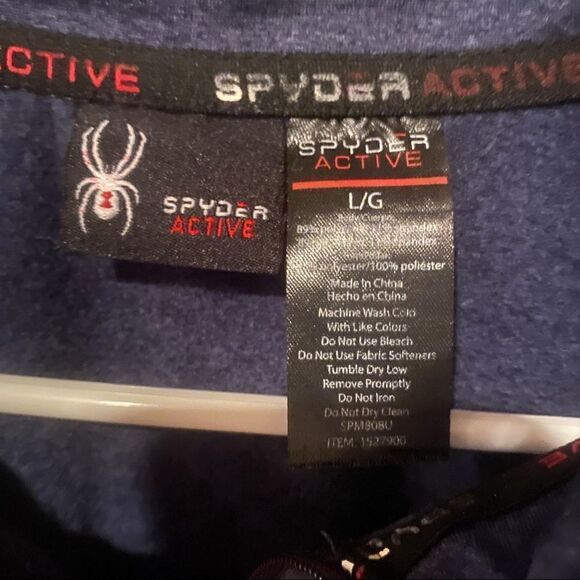 CTIVE SPYDER ACTIVE
SPYDER
ACTIVE
SPYDER
ACTIVE
L/G
Body/Cuerpo
polyester/100% poliéster
Made In China
Hecho en China
Machine Wash Cold
With Like Colors
Do Not Use Bleach
Do Not Use Fabric Softeners
Tumble Dry Low
Remove Promptly
Do Not Iron
Do Not Dry Clean
SPM808U
ITEM: 1527900